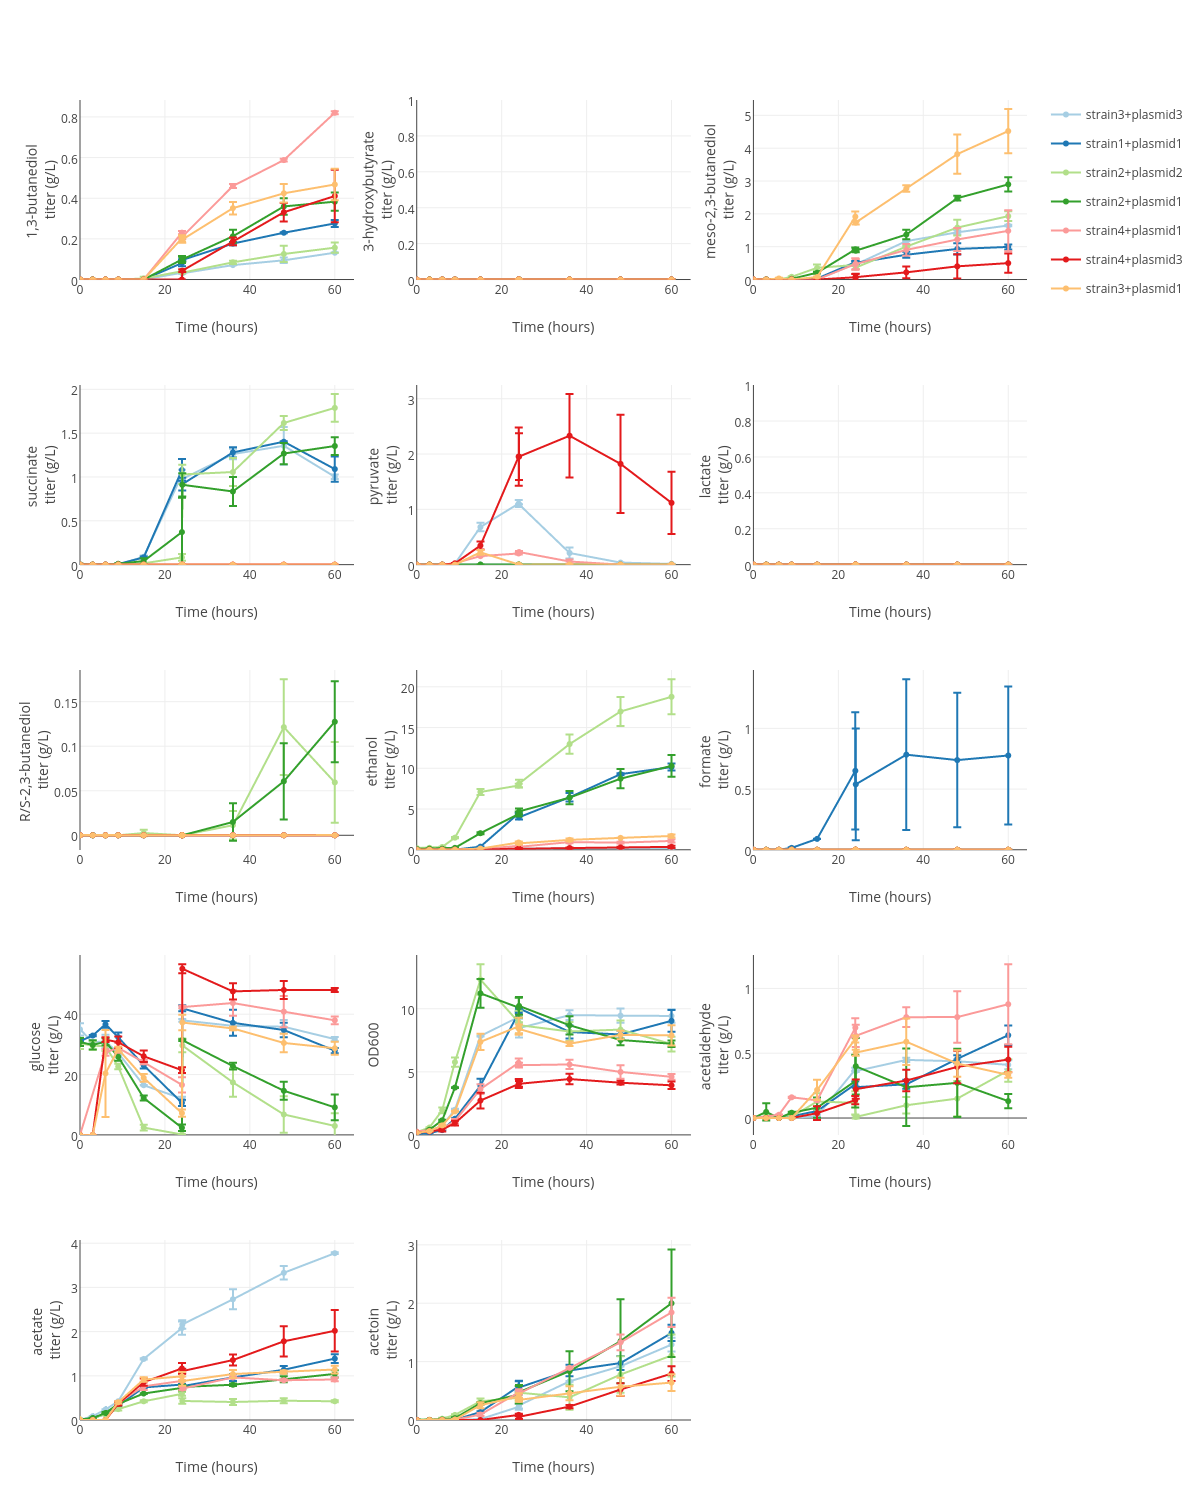 1,3-butanediol
titer (g/L)
0
0.2
0.4
0.6
0.8
0
20
40
60
Time (hours)
3-hydroxybutyrate
titer (g/L)
0
0.2
0.4
0.6
0.8
1
0
20
40
60
Time (hours)
meso-2,3-butanediol
titer (g/L)
0
1
2
3
4
5
0
20
40
60
Time (hours)
strain3+plasmid3
strain1+plasmid1
strain2+plasmid2
strain2+plasmid1
strain4+plasmid1
strain4+plasmid3
strain3+plasmid1
succinate
titer (g/L)
0
0.5
1
1.5
2
0
20
40
60
Time (hours)
pyruvate
titer (g/L)
0
1
2
3
0
20
40
60
Time (hours)
lactate
titer (g/L)
0
0.2
0.4
0.6
0.8
1
0
20
40
60
Time (hours)
R/S-2,3-butanediol
titer (g/L)
0
0.05
0.1
0.15
0
20
40
60
Time (hours)
ethanol
titer (g/L)
0
5
10
15
20
0
20
40
60
Time (hours)
formate
titer (g/L)
0
0.5
1
0
20
40
60
Time (hours)
glucose
titer (g/L)
0
20
40
0
20
40
60
Time (hours)
OD600
0
5
10
0
20
40
60
Time (hours)
acetaldehyde
titer (g/L)
0
0.5
1
0
20
40
60
Time (hours)
acetate
titer (g/L)
0
1
2
3
4
0
20
40
60
Time (hours)
acetoin
titer (g/L)
0
1
2
3
0
20
40
60
Time (hours)